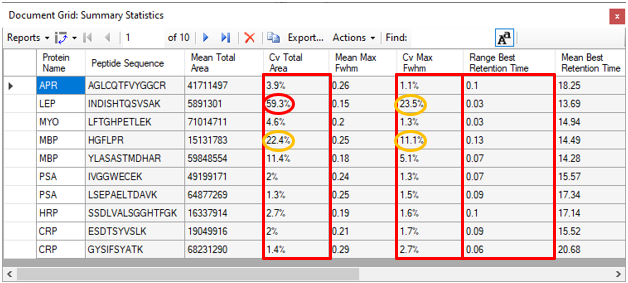 Document Grid: Summary Statistics
Reports 1 of 10 Export... Actions Find: Aa
Protein Name Peptide Sequence Mean Total Area Cv Total Area Mean Max Fwhm Cv Max Fwhm Range Best Retention Time Mean Best Retention Time
APR AGLCQTFVYGGCR 41711497 3.9% 0.26 1.1% 0.1 18.25
LEP INDISHTQSVSAK 5891301 59.3% 0.15 23.5% 0.03 13.69
MYO LFTGHPETLEK 71014711 4.6% 0.2 1.3% 0.03 14.94
MBP HGFLPR 15131783 22.4% 0.25 11.1% 0.13 14.49
MBP YLASASTMDHAR 59848554 11.4% 0.18 5.1% 0.07 14.28
PSA IVGGWECEK 49199171 2% 0.24 1.3% 0.07 15.57
PSA LSEPAELTDAVK 64877269 1.3% 0.25 1.5% 0.09 17.34
HRP SSDLVALSGGHTFGK 16337914 2.7% 0.19 1.6% 0.1 17.14
CRP ESDTSYVSLK 19049916 2% 0.21 1.7% 0.09 15.52
CRP GYSIFSYATK 68231290 1.4% 0.29 2.7% 0.06 20.68